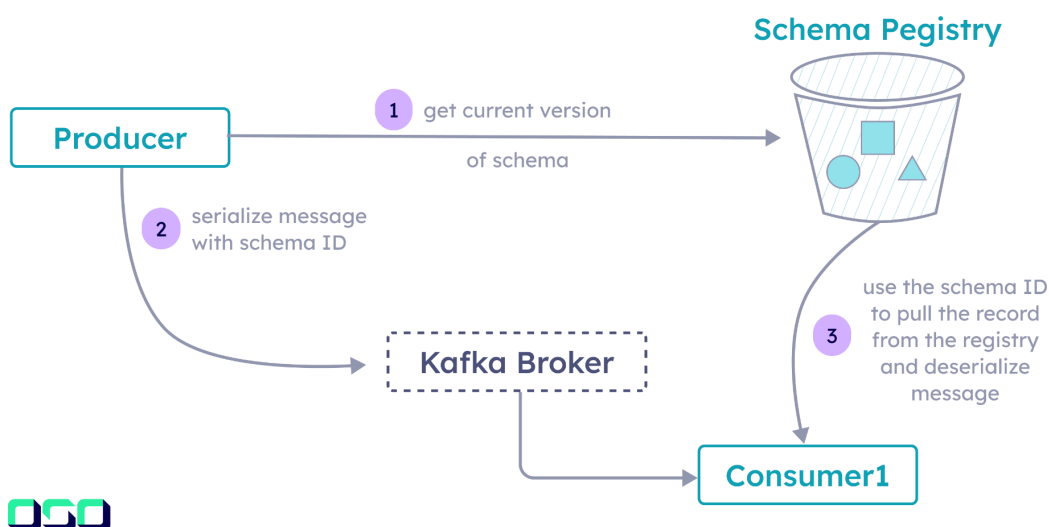 Schema Pegistry
1 get current version
of schema
Producer
2 serialize message
with schema ID
use the schema ID
to pull the record
3 from the registry
and deserialize
message
Kafka Broker
Consumer1
OSO